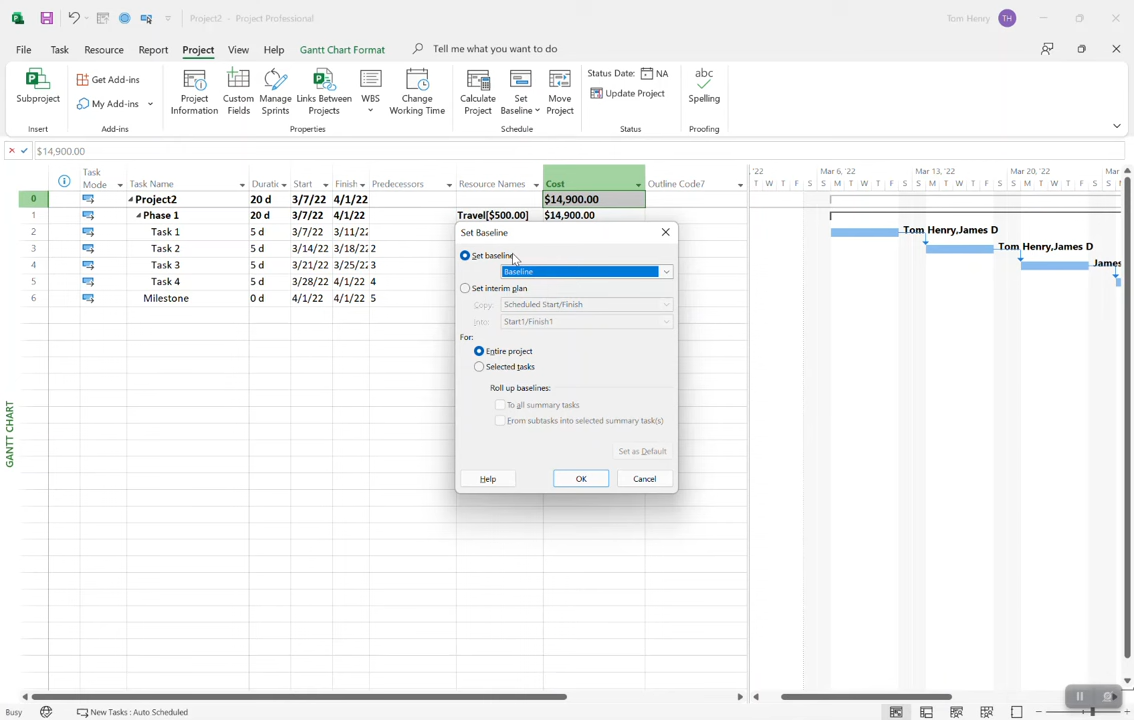 Project2 - Project Professional
Tom Henry TH
File Task Resource Report Project View Help Gantt Chart Format Tell me what you want to do
Subproject
Insert
Get Add-ins
My Add-ins
Add-ins
Project Information
Custom Fields
Manage Sprints
Links Between Projects
WBS
Change Working Time
Properties
Calculate Project
Set Baseline
Move Project
Schedule
Status Date: NA
Update Project
Status
abc
Spelling
Proofing
$14,900.00
Task Mode Task Name Duratic Start Finish Predecessors Resource Names Cost Outline Code7
'22 Mar 6, '22 Mar 13, '22 Mar 20, '22 Mar
T W T F S S M T W T F S S M T W T F S S M T W T F S S M
0 Project2 20 d 3/7/22 4/1/22 $14,900.00
1 Phase 1 20 d 3/7/22 4/1/22 Travel[$500.00] $14,900.00
2 Task 1 5 d 3/7/22 3/11/22 Tom Henry,James D
3 Task 2 5 d 3/14/22 3/18/22 2 Tom Henry,James D
4 Task 3 5 d 3/21/22 3/25/22 3 James
5 Task 4 5 d 3/28/22 4/1/22 4
6 Milestone 0 d 4/1/22 4/1/22 5
Set Baseline
Set baseline
Baseline
Set interim plan
Copy: Scheduled Start/Finish
Into: Start1/Finish1
For:
Entire project
Selected tasks
Roll up baselines:
To all summary tasks
From subtasks into selected summary task(s)
Set as Default
Help OK Cancel
GANTT CHART
Busy New Tasks : Auto Scheduled